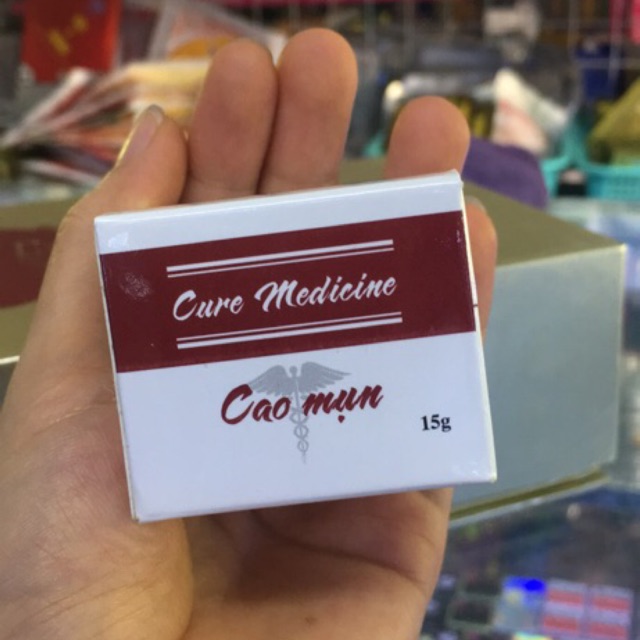 Cure Medicine
Cao mụn
15g